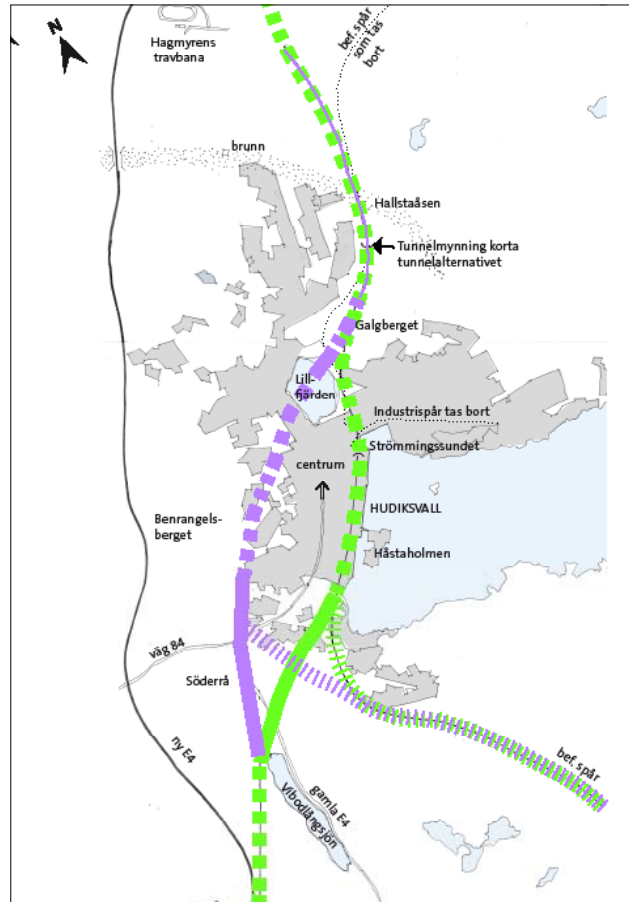 N
Hagmyrens
travbana
bef. spår
som tas
bort
brunn
Hallstaåsen
Tunnelmynning korta
tunnelalternativet
Galgberget
Lill-
fjärden
Industrispår tas bort
Strömmingssundet
centrum
HUDIKSVALL
Benrangels-
berget
Håstaholmen
väg 84
Söderrå
ny E4
bef. spår
gamla E4
Vibodlångsjön